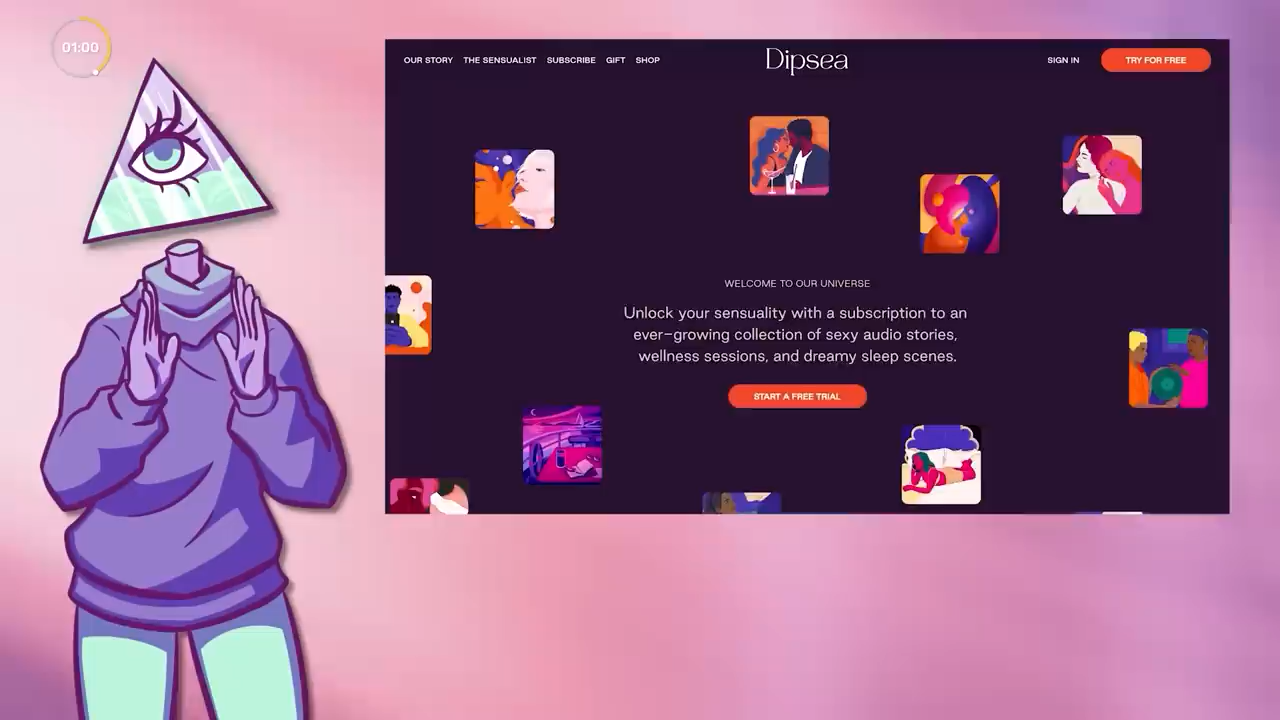 01:00
OUR STORY THE SENSUALIST SUBSCRIBE GIFT SHOP Dipsea SIGN IN TRY FOR FREE
WELCOME TO OUR UNIVERSE
Unlock your sensuality with a subscription to an
ever-growing collection of sexy audio stories,
wellness sessions, and dreamy sleep scenes.
START A FREE TRIAL